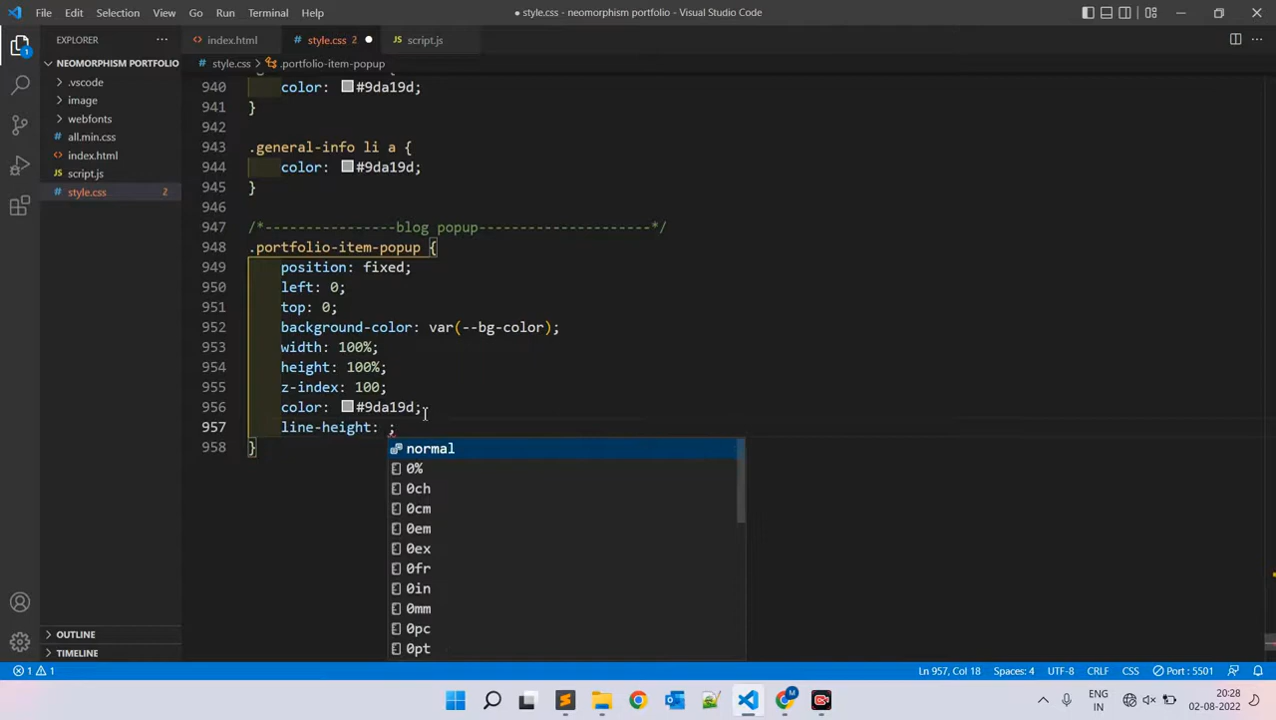 File Edit Selection View Go Run Terminal Help
● style.css - neomorphism portfolio - Visual Studio Code
EXPLORER
index.html
style.css 2
script.js
NEOMORPHISM PORTFOLIO
style.css > .portfolio-item-popup
.vscode
image
webfonts
all.min.css
index.html
script.js
style.css 2
940 color: #9da19d;
941 }
942
943 .general-info li a {
944 color: #9da19d;
945 }
946
947 /*----------------blog popup---------------------*/
948 .portfolio-item-popup {
949 position: fixed;
950 left: 0;
951 top: 0;
952 background-color: var(--bg-color);
953 width: 100%;
954 height: 100%;
955 z-index: 100;
956 color: #9da19d;
957 line-height: ;
958 }
normal
0%
0ch
0cm
0em
0ex
0fr
0in
0mm
0pc
0pt
OUTLINE
TIMELINE
1 1
Ln 957, Col 18 Spaces: 4 UTF-8 CRLF CSS Port : 5501
ENG
IN
20:28
02-08-2022